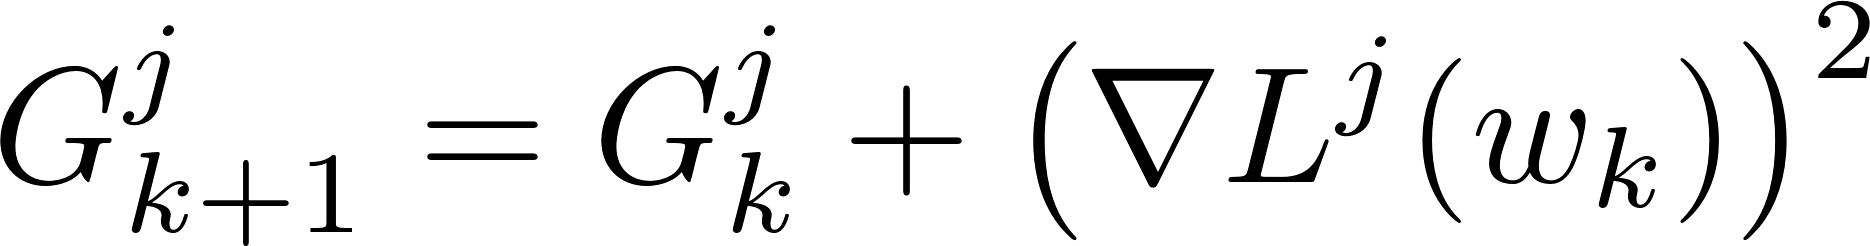 G^j_{k+1} = G^j_k + (∇L^j(w_k))^2